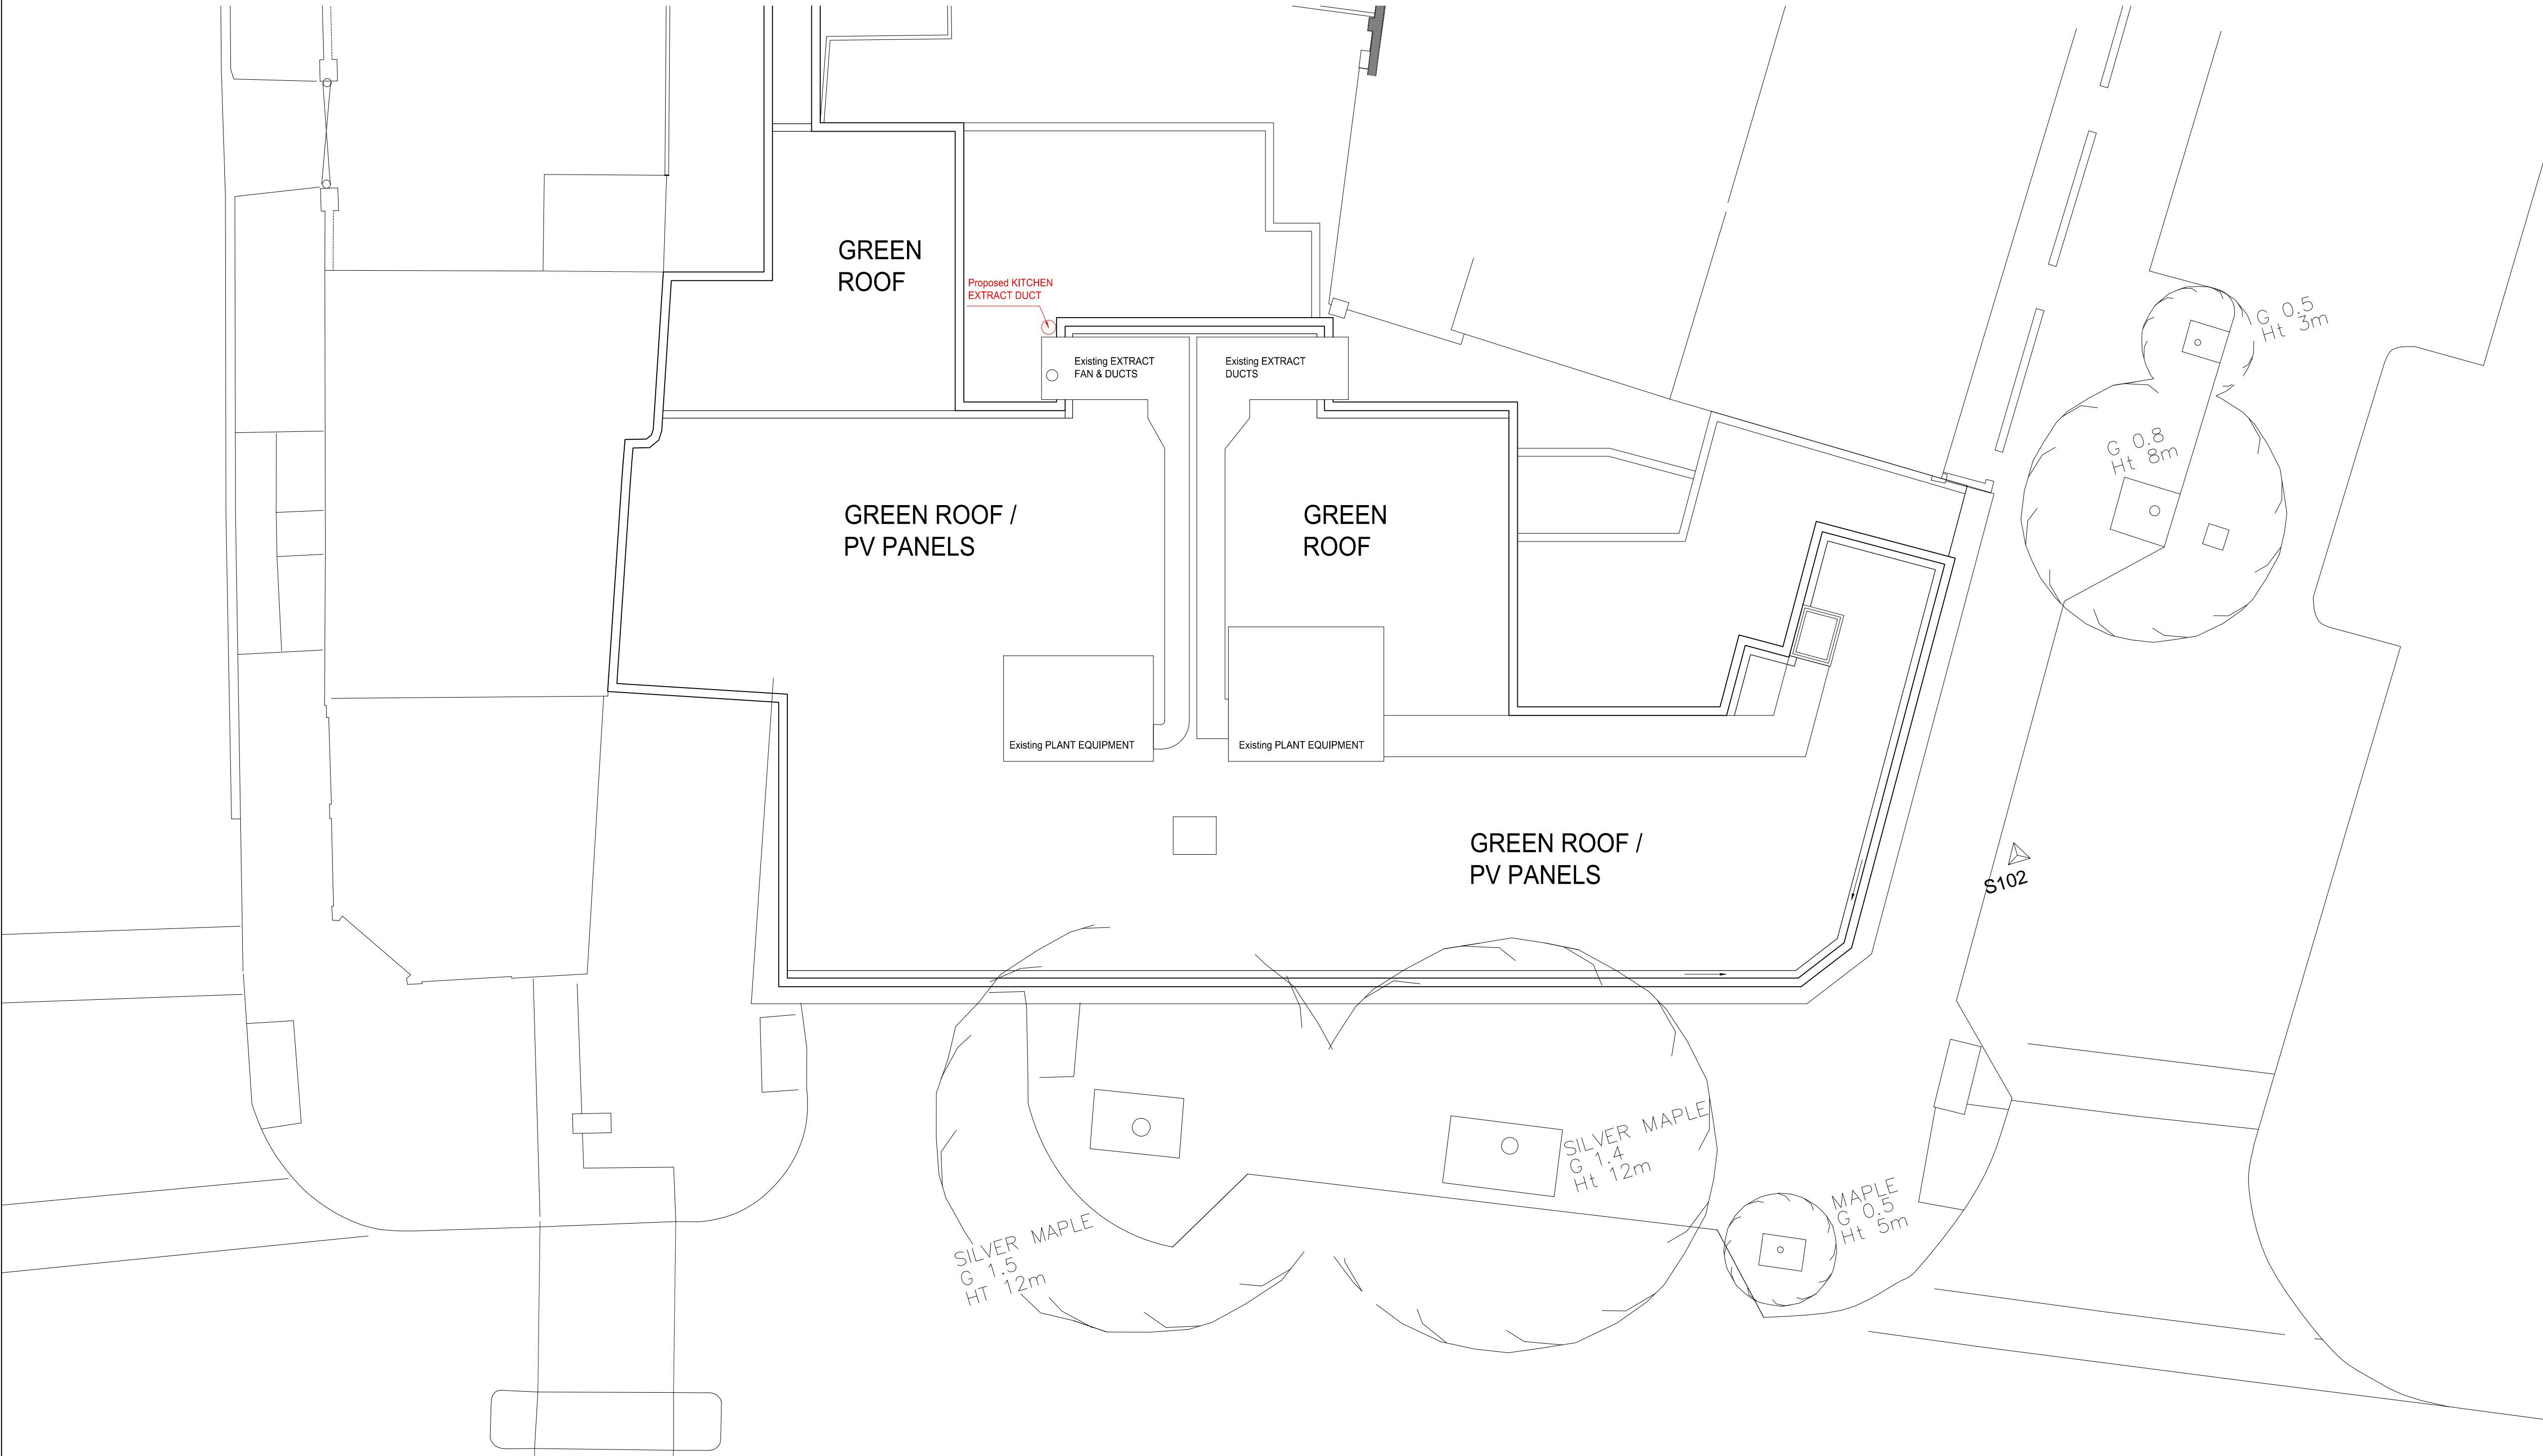 GREEN
ROOF
Proposed KITCHEN
EXTRACT DUCT
Existing EXTRACT
FAN & DUCTS
Existing EXTRACT
DUCTS
G 0.5
Ht 3m
G 0.8
Ht 8m
GREEN ROOF /
PV PANELS
GREEN
ROOF
Existing PLANT EQUIPMENT
Existing PLANT EQUIPMENT
GREEN ROOF /
PV PANELS
S102
SILVER MAPLE
G 1.4
Ht 12m
MAPLE
G 0.5
Ht 5m
SILVER MAPLE
G 1.5
HT 12m